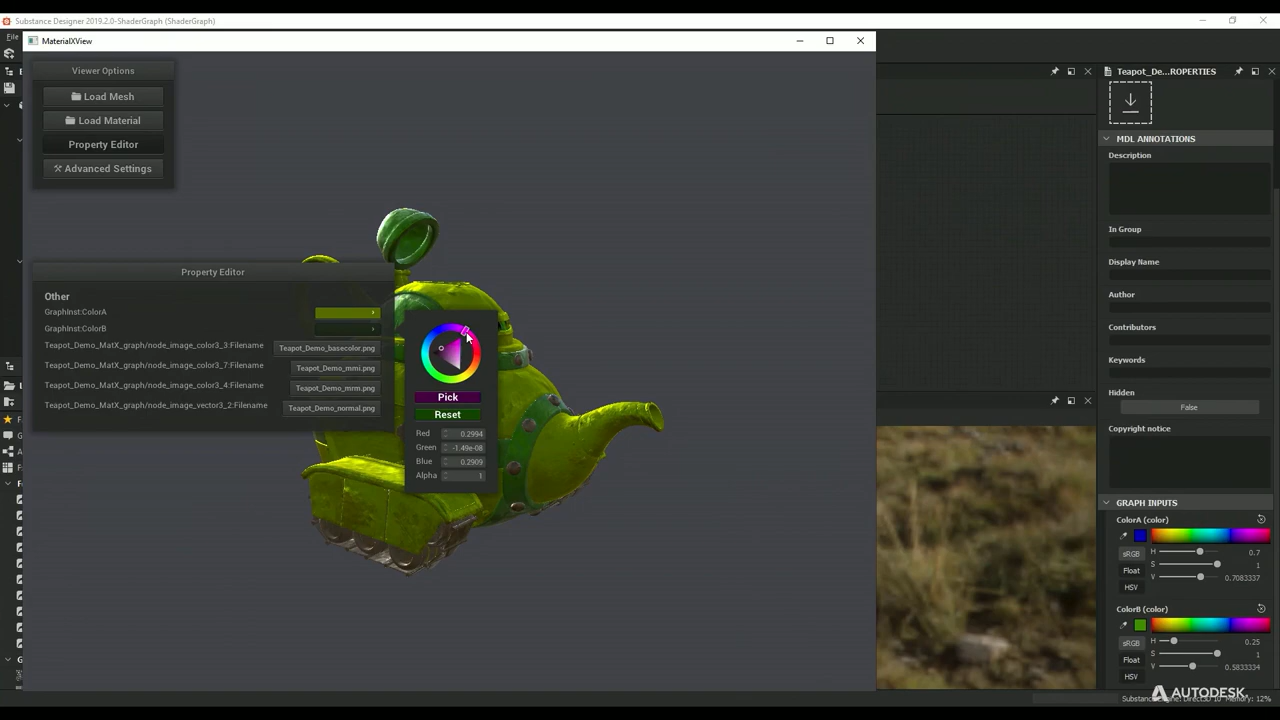 Substance Designer 2019.2.0-ShaderGraph (ShaderGraph)
File
MaterialXView
Viewer Options
Load Mesh
Load Material
Property Editor
Advanced Settings
Property Editor
Other
GraphInst:ColorA
GraphInst:ColorB
Teapot_Demo_MatX_graph/node_image_color3_3:Filename Teapot_Demo_basecolor.png
Teapot_Demo_MatX_graph/node_image_color3_7:Filename Teapot_Demo_mmi.png
Teapot_Demo_MatX_graph/node_image_color3_4:Filename Teapot_Demo_mrm.png
Teapot_Demo_MatX_graph/node_image_vector3_2:Filename Teapot_Demo_normal.png
Pick
Reset
Red 0.2994
Green -1.49e-08
Blue 0.2909
Alpha 1
Teapot_De...ROPERTIES
MDL ANNOTATIONS
Description
In Group
Display Name
Author
Contributors
Keywords
Hidden
False
Copyright notice
GRAPH INPUTS
ColorA (color)
sRGB H 0.7
Float S 1
HSV V 0.7083337
ColorB (color)
sRGB H 0.25
Float S 1
HSV V 0.5833334
AUTODESK
Memory: 12%